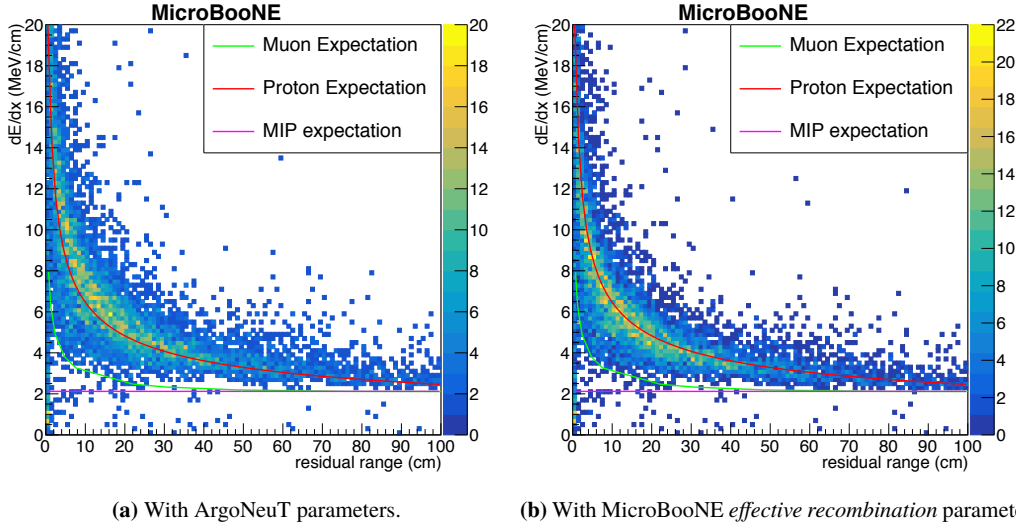 MicroBooNE
dE/dx (MeV/cm)
20
18
16
14
12
10
8
6
4
2
0
Muon Expectation
Proton Expectation
MIP expectation
0 10 20 30 40 50 60 70 80 90 100
residual range (cm)
20
18
16
14
12
10
8
6
4
2
0
(a) With ArgoNeuT parameters.
MicroBooNE
dE/dx (MeV/cm)
20
18
16
14
12
10
8
6
4
2
0
Muon Expectation
Proton Expectation
MIP expectation
0 10 20 30 40 50 60 70 80 90 100
residual range (cm)
22
20
18
16
14
12
10
8
6
4
2
0
(b) With MicroBooNE effective recombination paramete